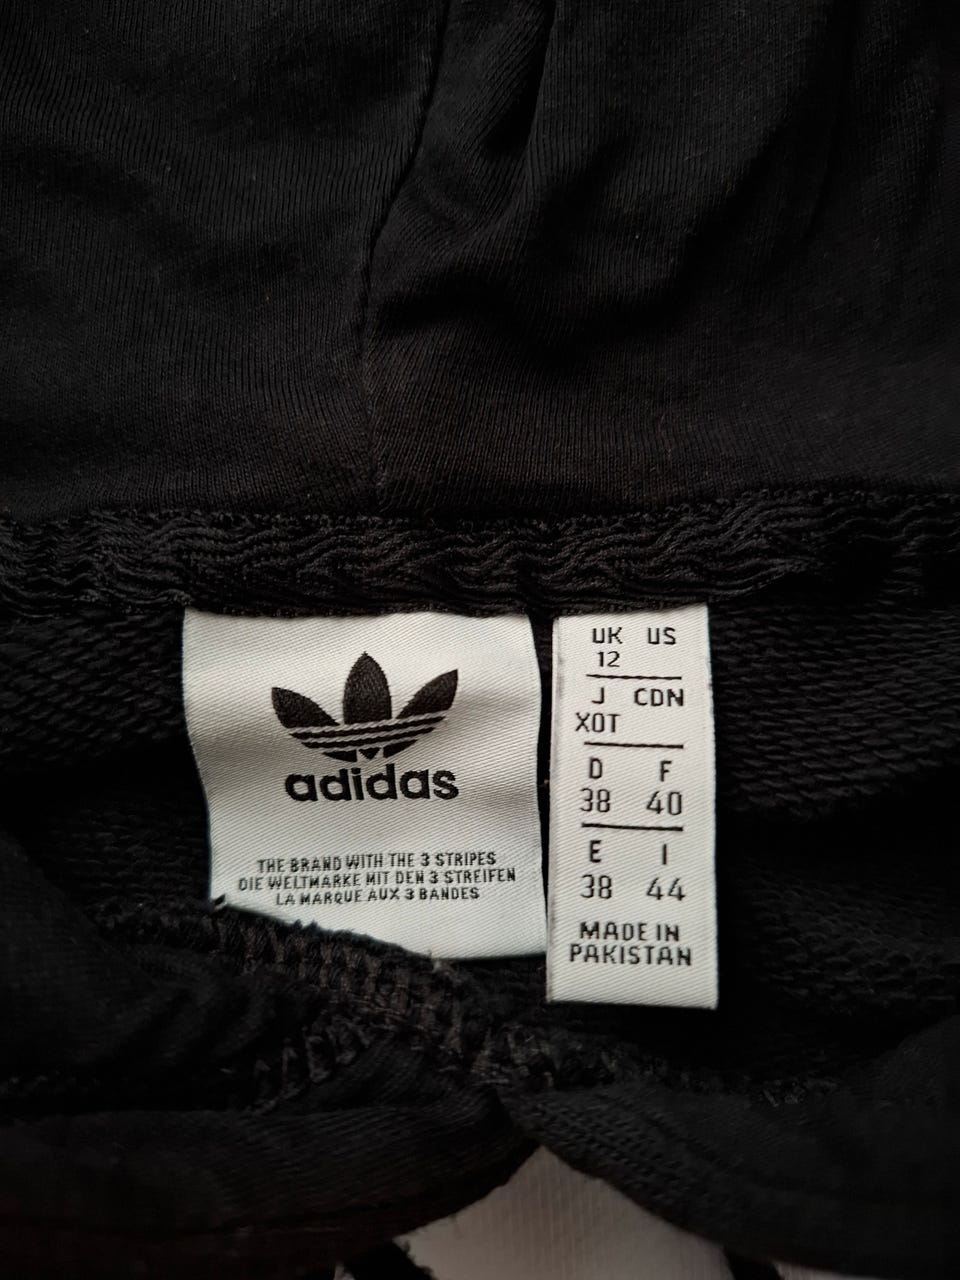 adidas
THE BRAND WITH THE 3 STRIPES
DIE WELTMARKE MIT DEN 3 STREIFEN
LA MARQUE AUX 3 BANDES
UK US
12
J CDN
XOT
D F
38 40
E I
38 44
MADE IN
PAKISTAN